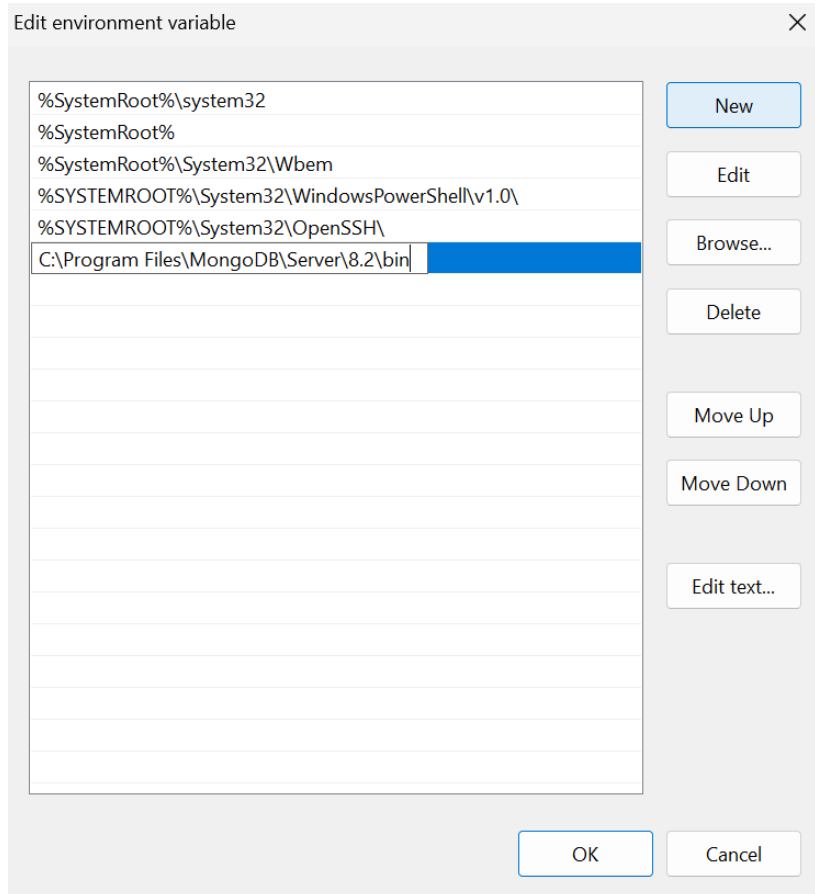 Edit environment variable
%SystemRoot%\system32
%SystemRoot%
%SystemRoot%\System32\Wbem
%SYSTEMROOT%\System32\WindowsPowerShell\v1.0\
%SYSTEMROOT%\System32\OpenSSH\
C:\Program Files\MongoDB\Server\8.2\bin
New
Edit
Browse...
Delete
Move Up
Move Down
Edit text...
OK
Cancel